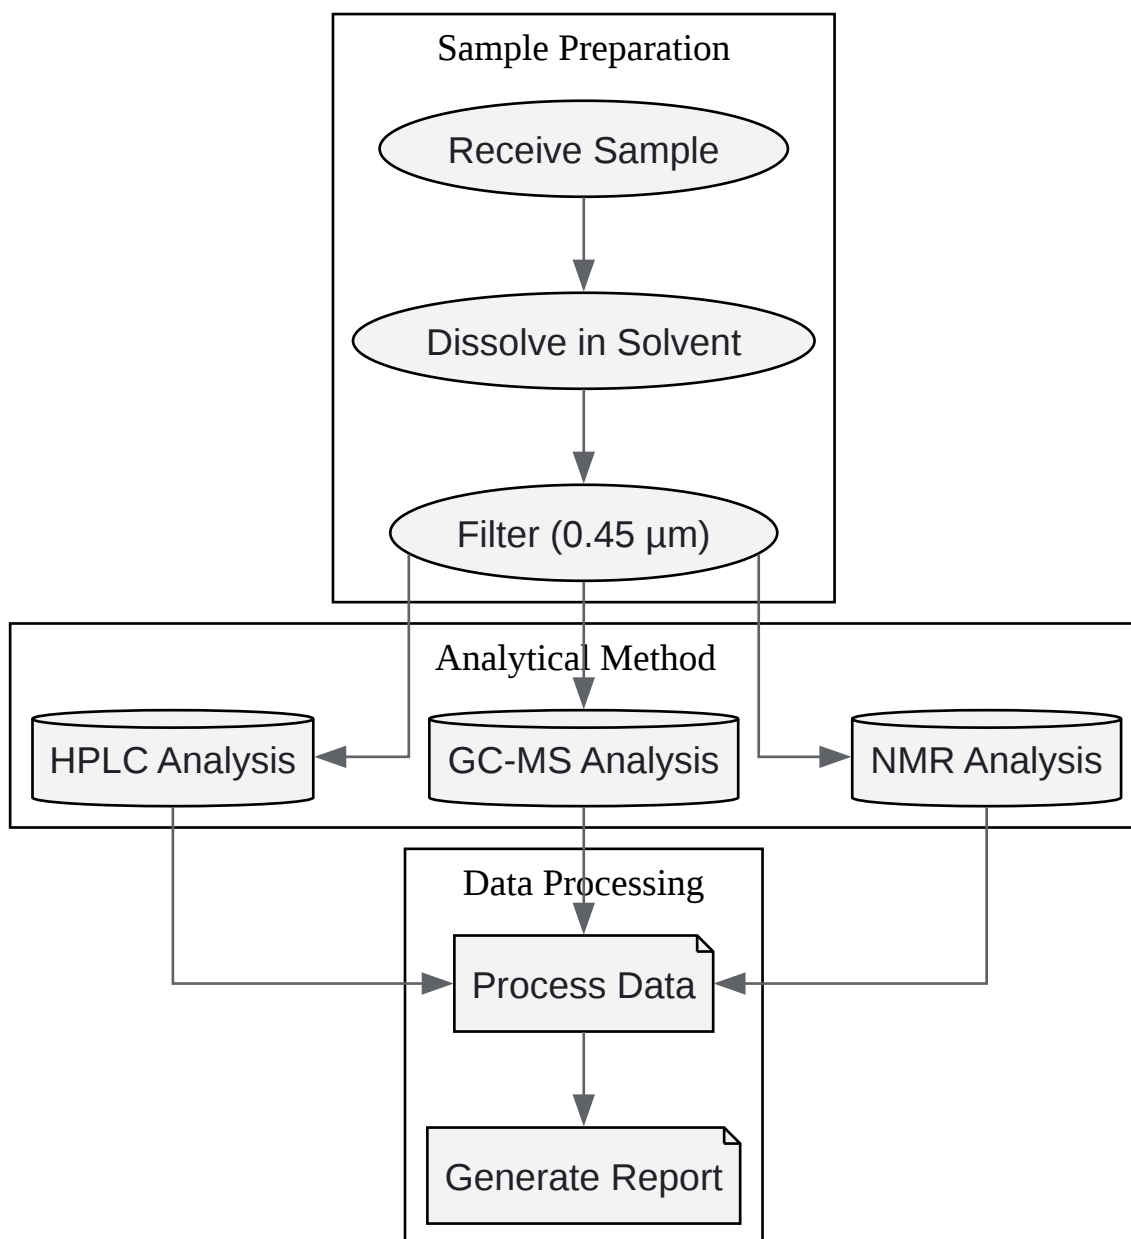 Sample Preparation
Receive Sample
Dissolve in Solvent
Filter (0.45 µm)
Analytical Method
HPLC Analysis
GC-MS Analysis
NMR Analysis
Data Processing
Process Data
Generate Report